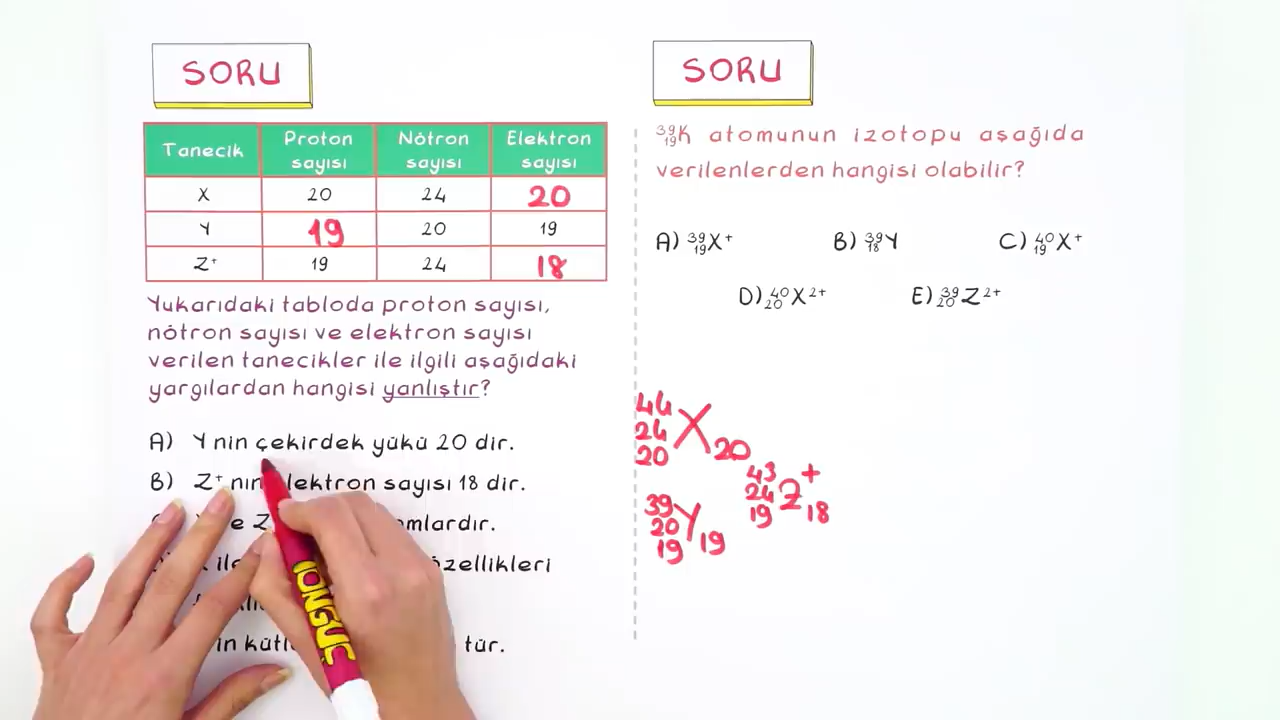 SORU
Tanecik Proton sayısı Nötron sayısı Elektron sayısı
X 20 24 20
Y 19 20 19
Z⁺ 19 24 18
Yukarıdaki tabloda proton sayısı,
nötron sayısı ve elektron sayısı
verilen tanecikler ile ilgili aşağıdaki
yargılardan hangisi yanlıştır?
A) Y nin çekirdek yükü 20 dir.
B) Z⁺ nın elektron sayısı 18 dir.
özellikleri
tür.
SORU
³⁹₁₉K atomunun izotopu aşağıda
verilenlerden hangisi olabilir?
A) ³⁹₁₉X⁺ B) ³⁹₁₈Y C) ⁴⁰₁₉X⁺
D) ⁴⁰₂₀X²⁺ E) ³⁹₂₀Z²⁺
44
24 X
20 20
43 +
24 Z
19 18
39
20 Y
19 19
TONGUÇ